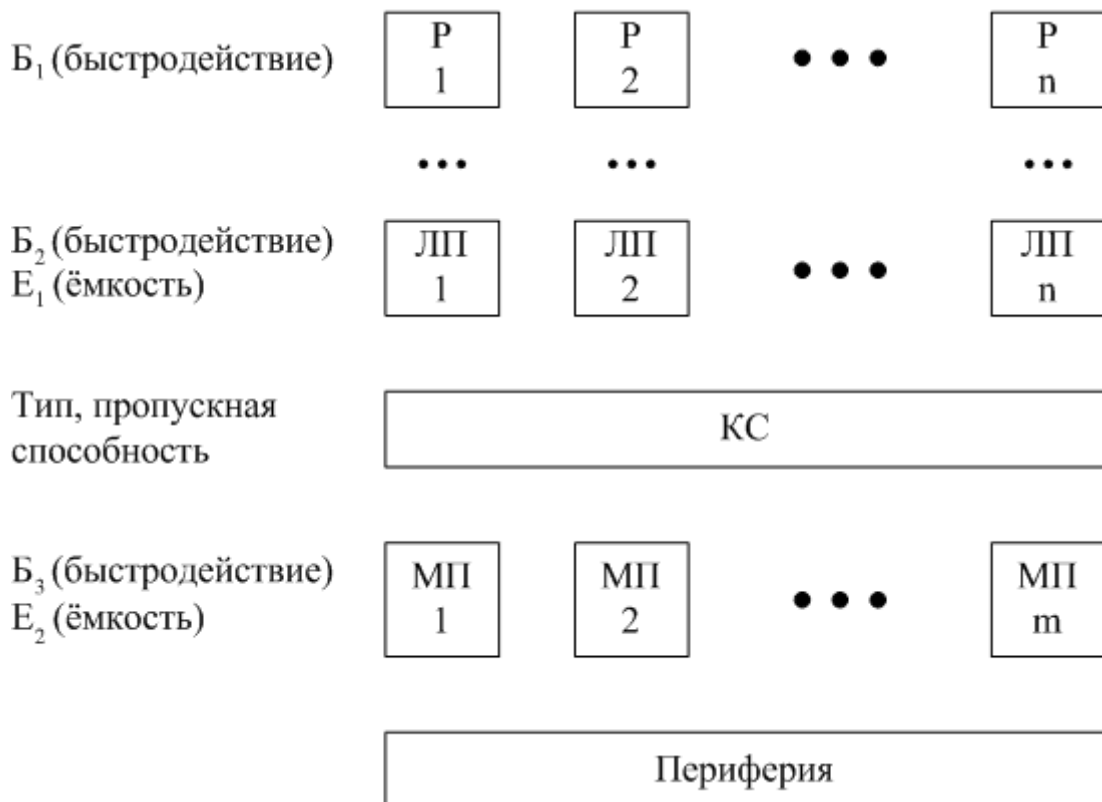 Б₁ (быстродействие)
Р Р ••• Р
1 2 n
... ... ...
Б₂ (быстродействие)
Е₁ (ёмкость)
ЛП ЛП ••• ЛП
1 2 n
Тип, пропускная
способность
КС
Б₃ (быстродействие)
Е₂ (ёмкость)
МП МП ••• МП
1 2 m
Периферия